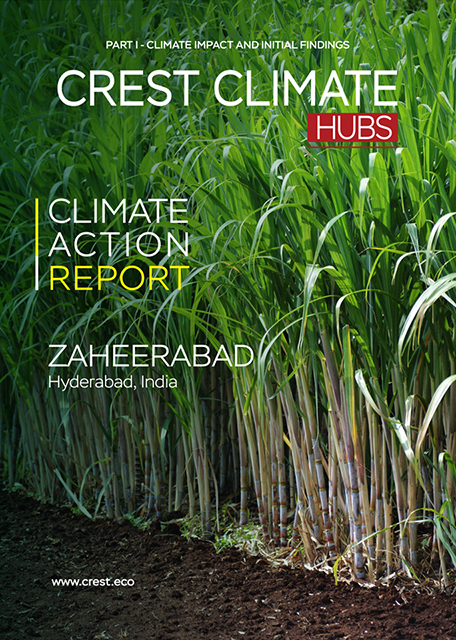 PART I - CLIMATE IMPACT AND INITIAL FINDINGS
CREST CLIMATE
HUBS
CLIMATE
ACTION
REPORT
ZAHEERABAD
Hyderabad, India
www.crest.eco